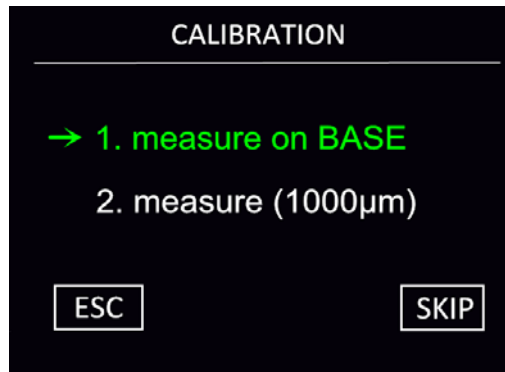 CALIBRATION
→ 1. measure on BASE
2. measure (1000µm)
ESC SKIP